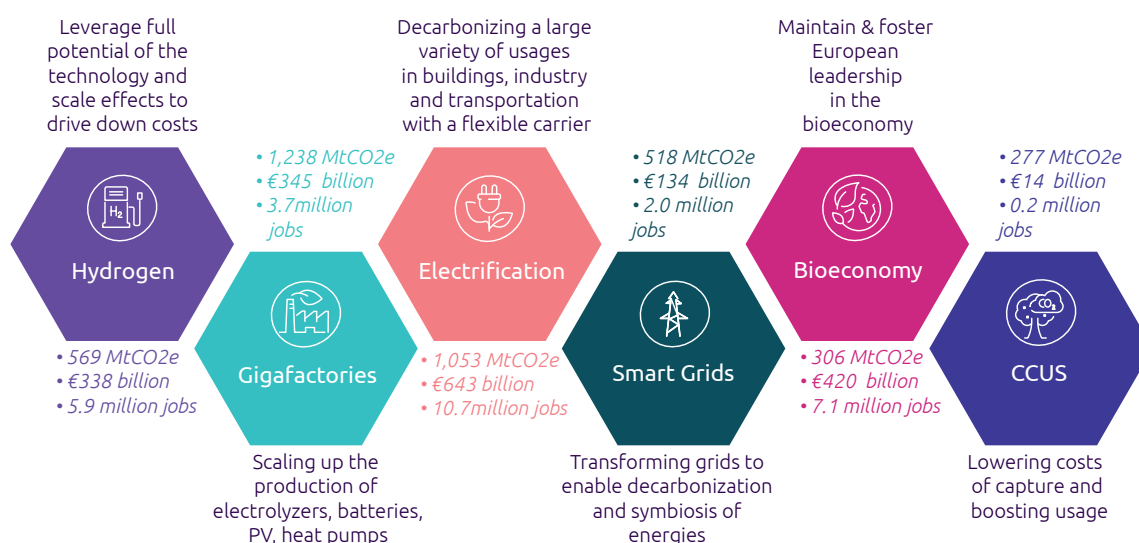 Leverage full
potential of the
technology and
scale effects to
drive down costs
H2
Hydrogen
• 569 MtCO2e
• €338 billion
• 5.9 million jobs
• 1,238 MtCO2e
• €345 billion
• 3.7million
jobs
Gigafactories
Scaling up the
production of
electrolyzers, batteries,
PV, heat pumps
Decarbonizing a large
variety of usages
in buildings, industry
and transportation
with a flexible carrier
Electrification
• 1,053 MtCO2e
• €643 billion
• 10.7million jobs
• 518 MtCO2e
• €134 billion
• 2.0 million
jobs
Smart Grids
Transforming grids to
enable decarbonization
and symbiosis of
energies
Maintain & foster
European
leadership
in the
bioeconomy
Bioeconomy
• 306 MtCO2e
• €420 billion
• 7.1 million jobs
• 277 MtCO2e
• €14 billion
• 0.2 million
jobs
CO2
CCUS
Lowering costs
of capture and
boosting usage